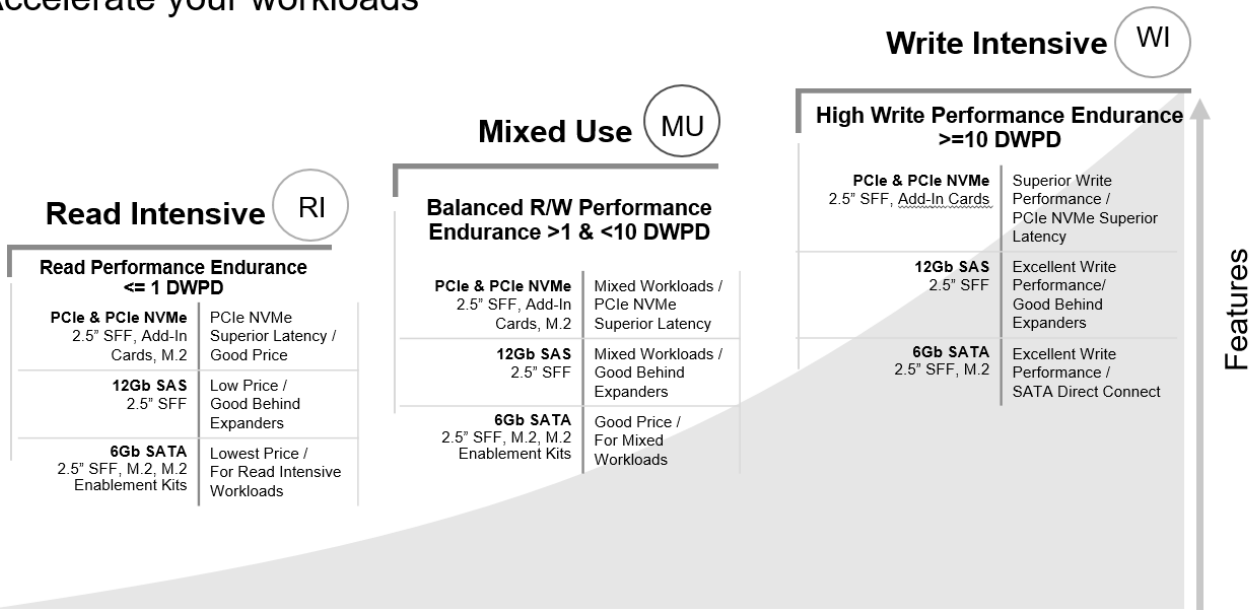 Accelerate your workloads
Write Intensive
WI
High Write Performance Endurance
>=10 DWPD
PCIe & PCIe NVMe
2.5” SFF, Add-In Cards
Superior Write
Performance /
PCIe NVMe Superior
Latency
12Gb SAS
2.5” SFF
Excellent Write
Performance/
Good Behind
Expanders
6Gb SATA
2.5” SFF, M.2
Excellent Write
Performance /
SATA Direct Connect
Mixed Use
MU
Balanced R/W Performance
Endurance >1 & <10 DWPD
PCIe & PCIe NVMe
2.5” SFF, Add-In
Cards, M.2
Mixed Workloads /
PCIe NVMe
Superior Latency
12Gb SAS
2.5” SFF
Mixed Workloads /
Good Behind
Expanders
6Gb SATA
2.5” SFF, M.2, M.2
Enablement Kits
Good Price /
For Mixed
Workloads
Read Intensive
RI
Read Performance Endurance
<= 1 DWPD
PCIe & PCIe NVMe
2.5” SFF, Add-In
Cards, M.2
PCIe NVMe
Superior Latency /
Good Price
12Gb SAS
2.5” SFF
Low Price /
Good Behind
Expanders
6Gb SATA
2.5” SFF, M.2, M.2
Enablement Kits
Lowest Price /
For Read Intensive
Workloads
Features